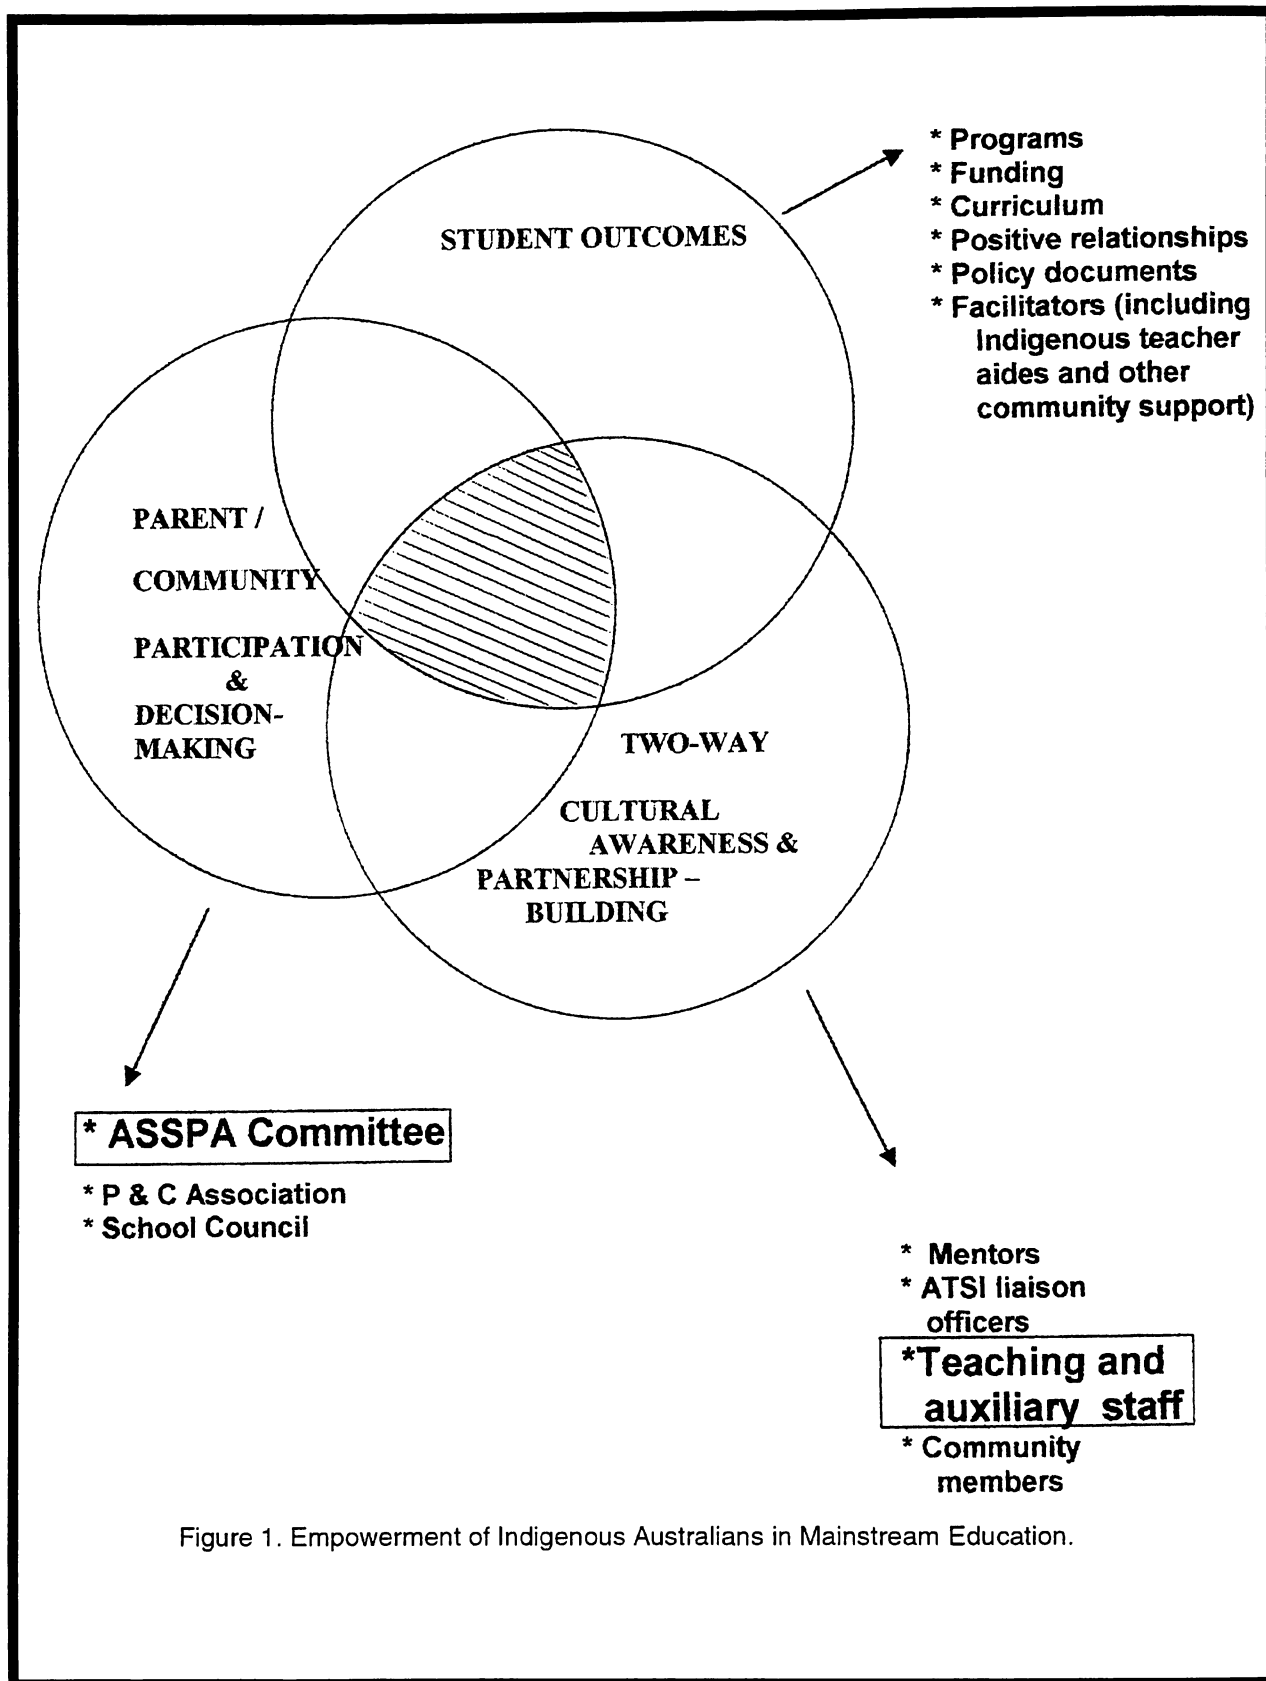 STUDENT OUTCOMES
* Programs
* Funding
* Curriculum
* Positive relationships
* Policy documents
* Facilitators (including
Indigenous teacher
aides and other
community support)
PARENT /
COMMUNITY
PARTICIPATION
&
DECISION-
MAKING
TWO-WAY
CULTURAL
AWARENESS &
PARTNERSHIP –
BUILDING
* ASSPA Committee
* P & C Association
* School Council
* Mentors
* ATSI liaison
officers
*Teaching and
auxiliary staff
* Community
members
Figure 1. Empowerment of Indigenous Australians in Mainstream Education.